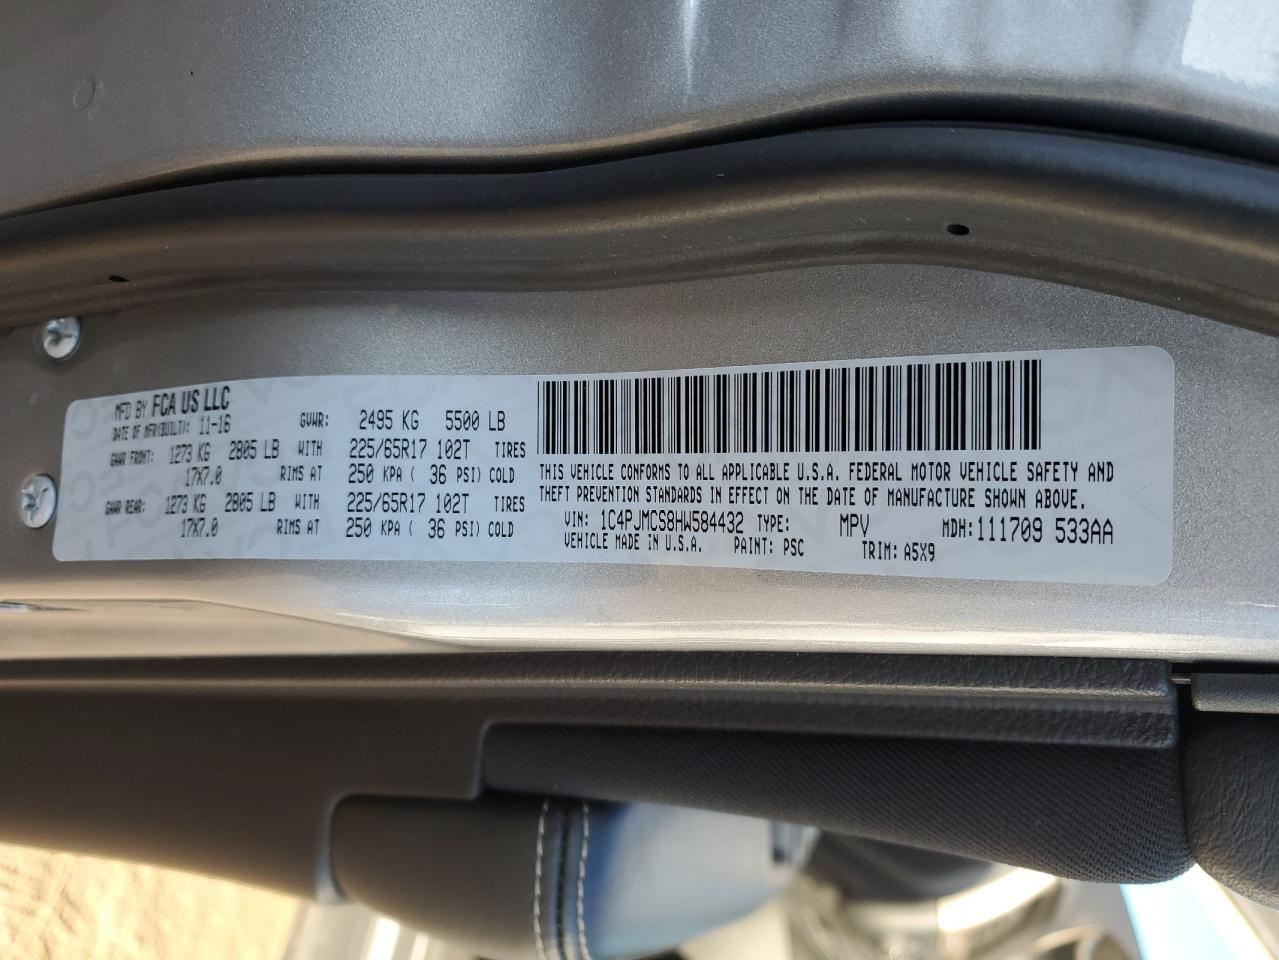 MFD BY FCA US LLC
DATE OF MFR(BUILT): 11-16 GVWR: 2495 KG 5500 LB
GAWR FRONT: 1273 KG 2805 LB WITH 225/65R17 102T TIRES
17X7.0 RIMS AT 250 KPA ( 36 PSI) COLD
GAWR REAR: 1273 KG 2805 LB WITH 225/65R17 102T TIRES
17X7.0 RIMS AT 250 KPA ( 36 PSI) COLD
THIS VEHICLE CONFORMS TO ALL APPLICABLE U.S.A. FEDERAL MOTOR VEHICLE SAFETY AND
THEFT PREVENTION STANDARDS IN EFFECT ON THE DATE OF MANUFACTURE SHOWN ABOVE.
VIN: 1C4PJMCS8HW584432 TYPE: MPV MDH: 111709 533AA
VEHICLE MADE IN U.S.A. PAINT: PSC TRIM: A5X9